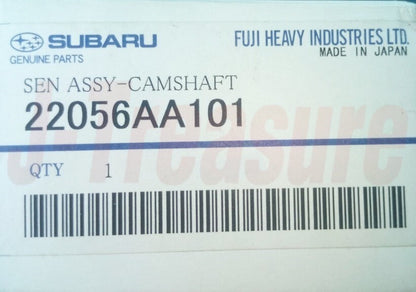 SUBARU
GENUINE PARTS
FUJI HEAVY INDUSTRIES LTD.
MADE IN JAPAN
SEN ASSY-CAMSHAFT
22056AA101
QTY 1